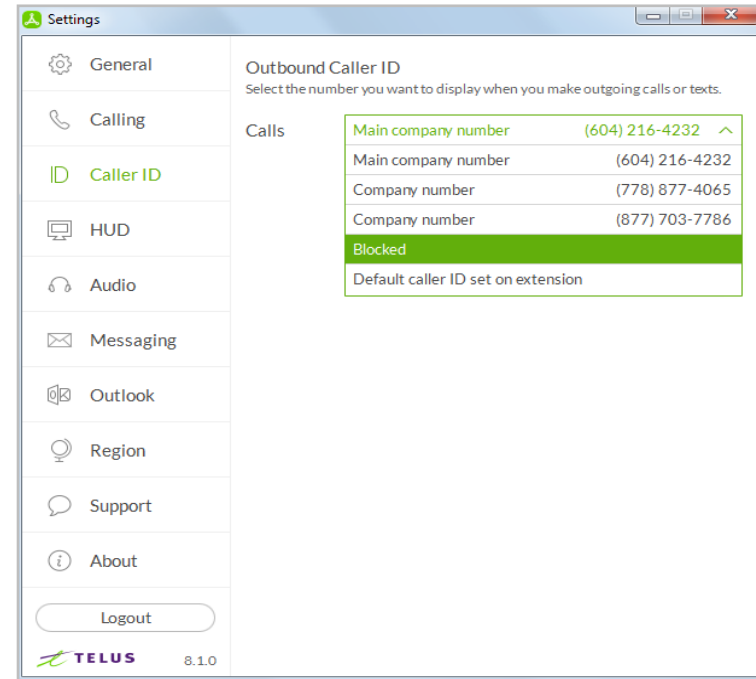 Settings
General
Calling
Caller ID
HUD
Audio
Messaging
Outlook
Region
Support
About
Logout
TELUS 8.1.0
Outbound Caller ID
Select the number you want to display when you make outgoing calls or texts.
Calls Main company number (604) 216-4232
Main company number (604) 216-4232
Company number (778) 877-4065
Company number (877) 703-7786
Blocked
Default caller ID set on extension